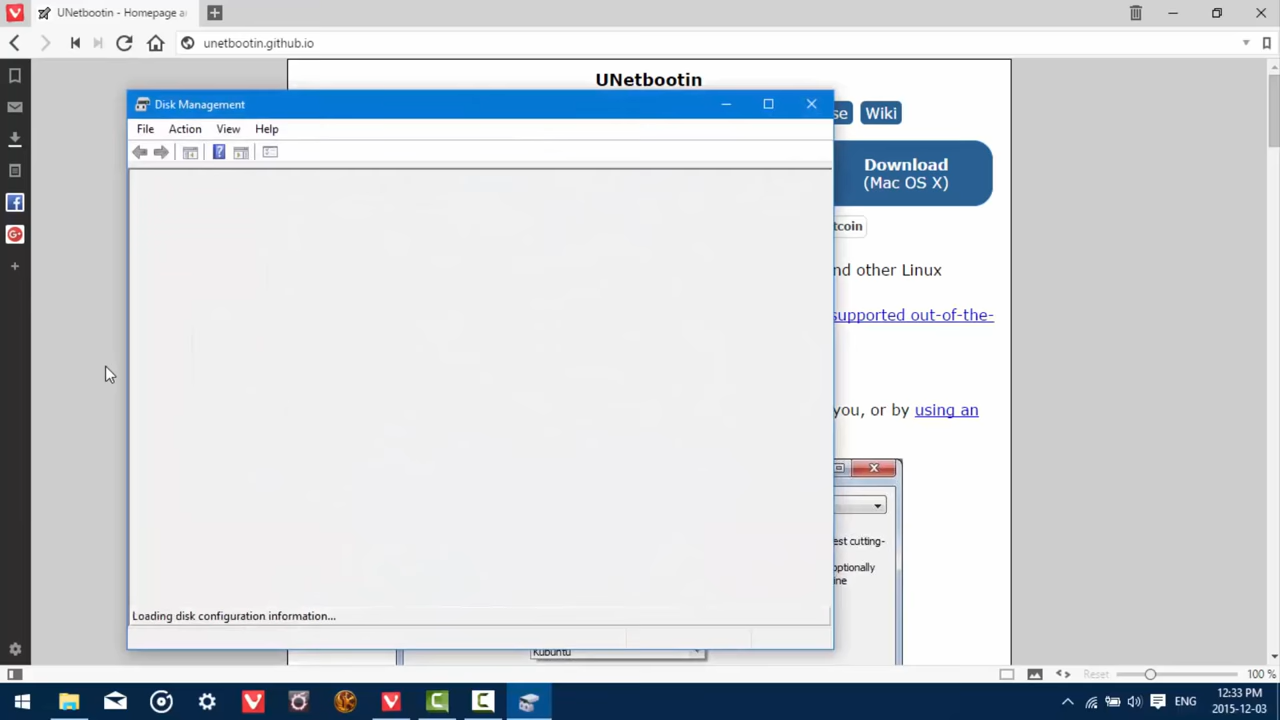 UNetbootin - Homepage a
unetbootin.github.io
UNetbootin
Disk Management
File Action View Help
se
Wiki
Download
(Mac OS X)
tcoin
nd other Linux
supported out-of-the-
you, or by using an
est cutting-
optionally
ine
Loading disk configuration information...
Kubuntu
Reset
100 %
ENG
12:33 PM
2015-12-03